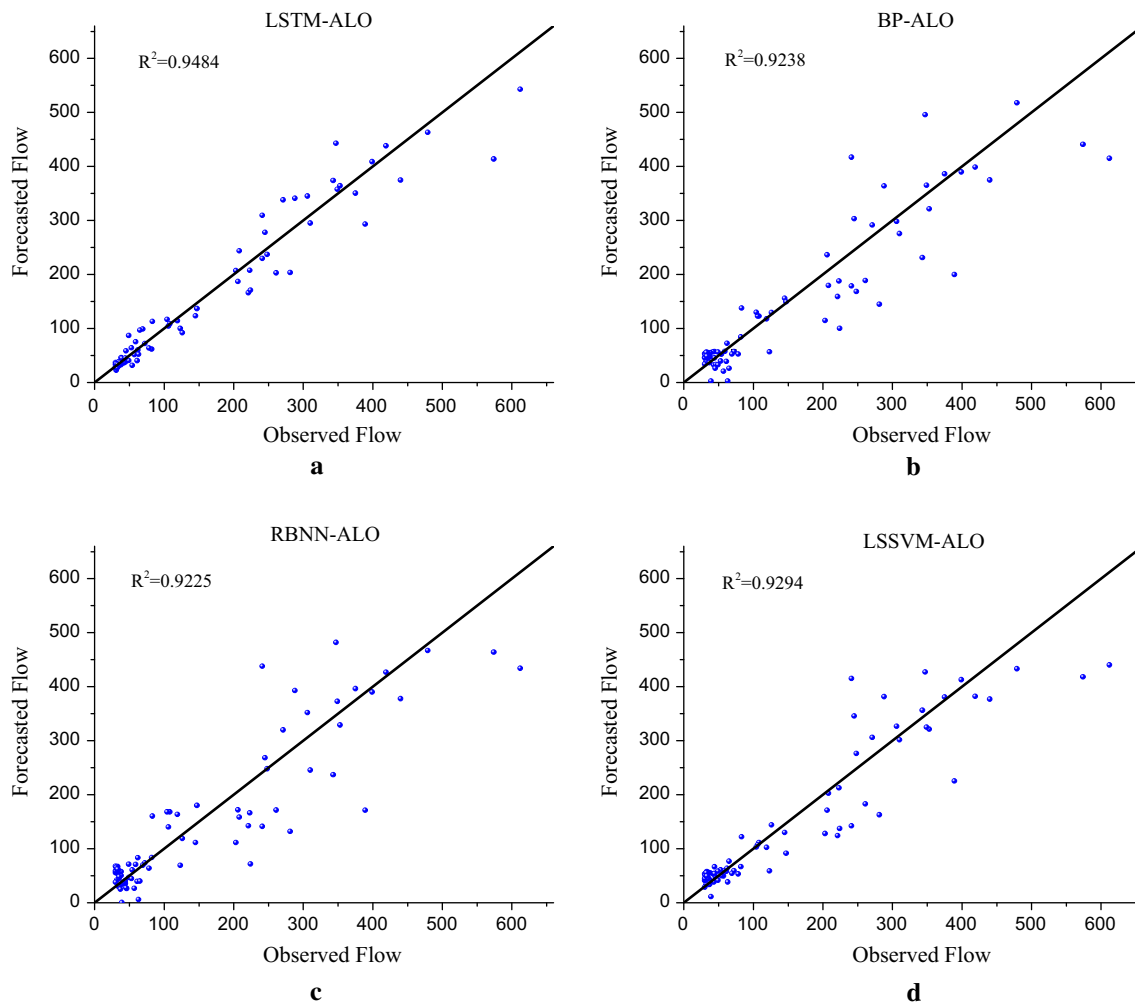 LSTM-ALO
R²=0.9484
Forecasted Flow
600
500
400
300
200
100
0
0 100 200 300 400 500 600
Observed Flow
a
BP-ALO
R²=0.9238
Forecasted Flow
600
500
400
300
200
100
0
0 100 200 300 400 500 600
Observed Flow
b
RBNN-ALO
R²=0.9225
Forecasted Flow
600
500
400
300
200
100
0
0 100 200 300 400 500 600
Observed Flow
c
LSSVM-ALO
R²=0.9294
Forecasted Flow
600
500
400
300
200
100
0
0 100 200 300 400 500 600
Observed Flow
d